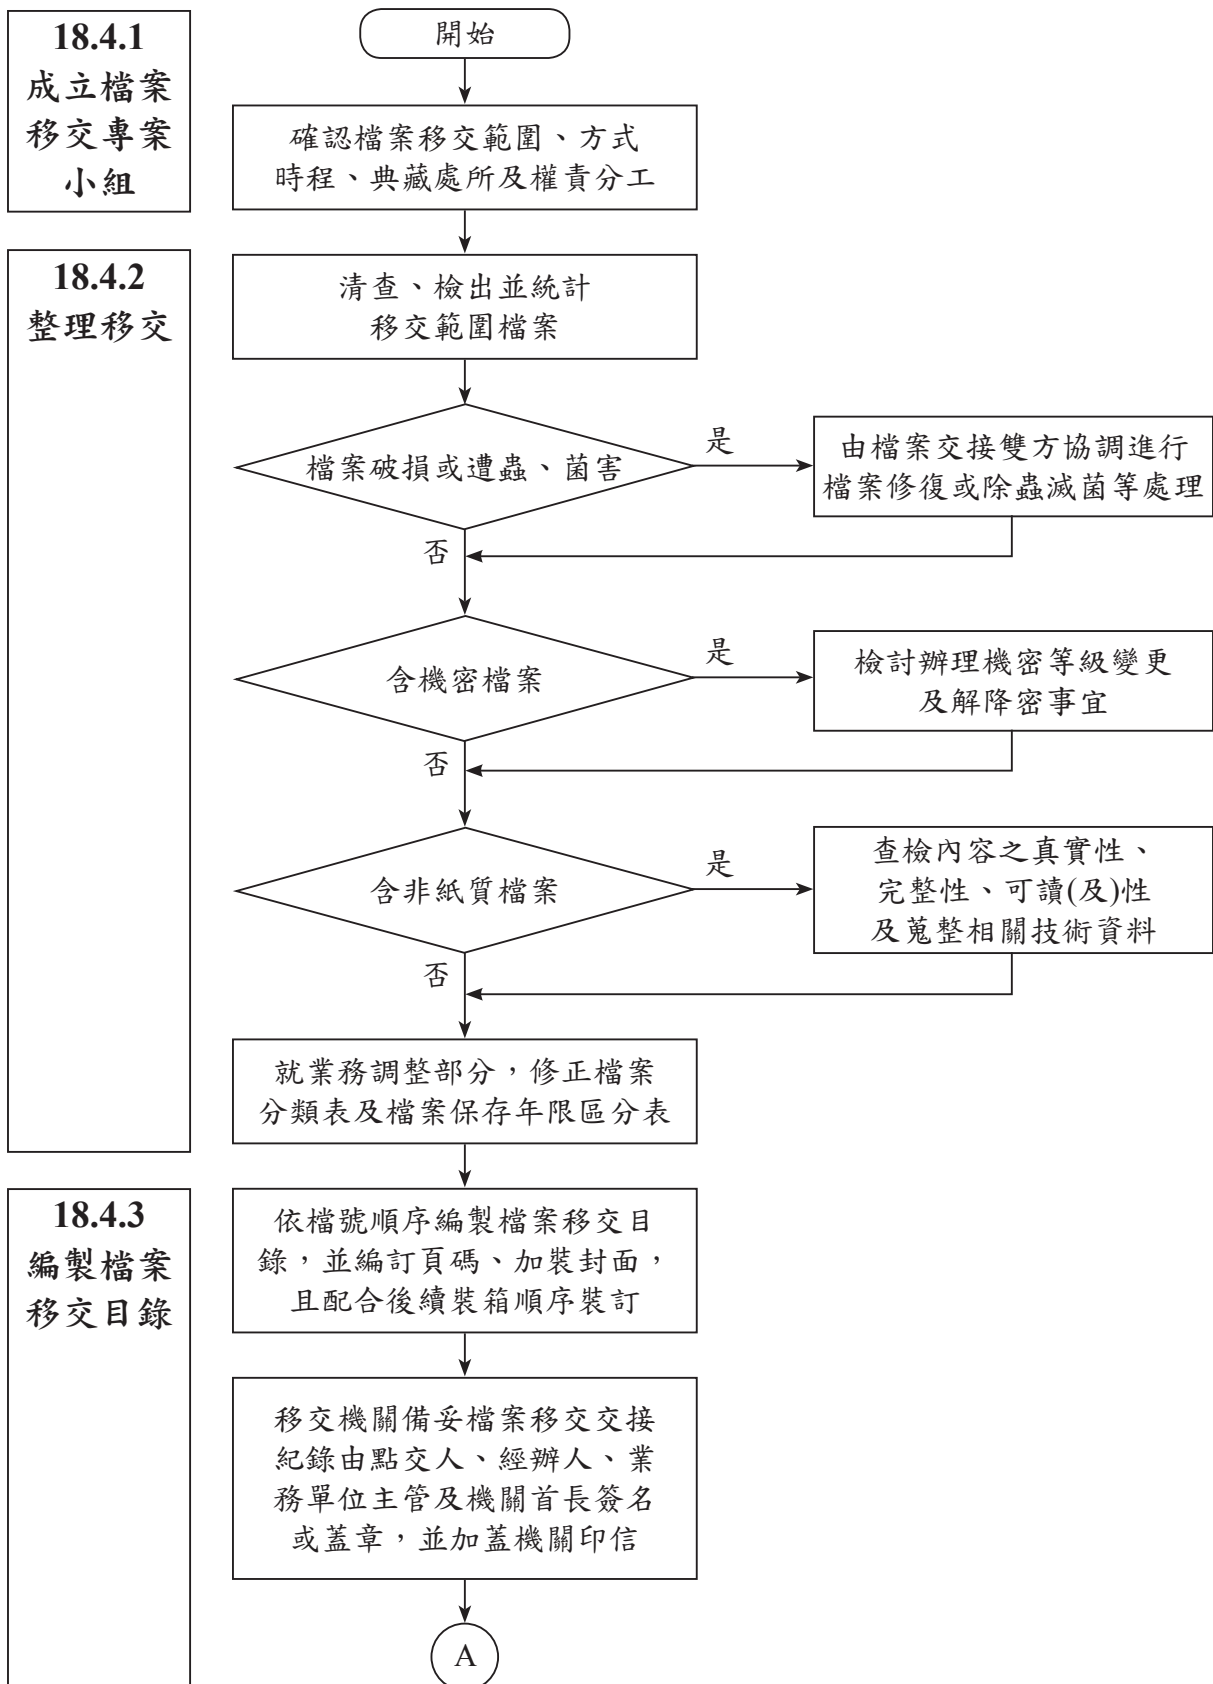 18.4.1
成立檔案
移交專案
小組
開始
確認檔案移交範圍、方式
時程、典藏處所及權責分工
18.4.2
整理移交
清查、檢出並統計
移交範圍檔案
檔案破損或遭蟲、菌害
是
由檔案交接雙方協調進行
檔案修復或除蟲滅菌等處理
否
含機密檔案
是
檢討辦理機密等級變更
及解降密事宜
否
含非紙質檔案
是
查檢內容之真實性、
完整性、可讀(及)性
及蒐整相關技術資料
否
就業務調整部分，修正檔案
分類表及檔案保存年限區分表
18.4.3
編製檔案
移交目錄
依檔號順序編製檔案移交目
錄，並編訂頁碼、加裝封面，
且配合後續裝箱順序裝訂
移交機關備妥檔案移交交接
紀錄由點交人、經辦人、業
務單位主管及機關首長簽名
或蓋章，並加蓋機關印信
A